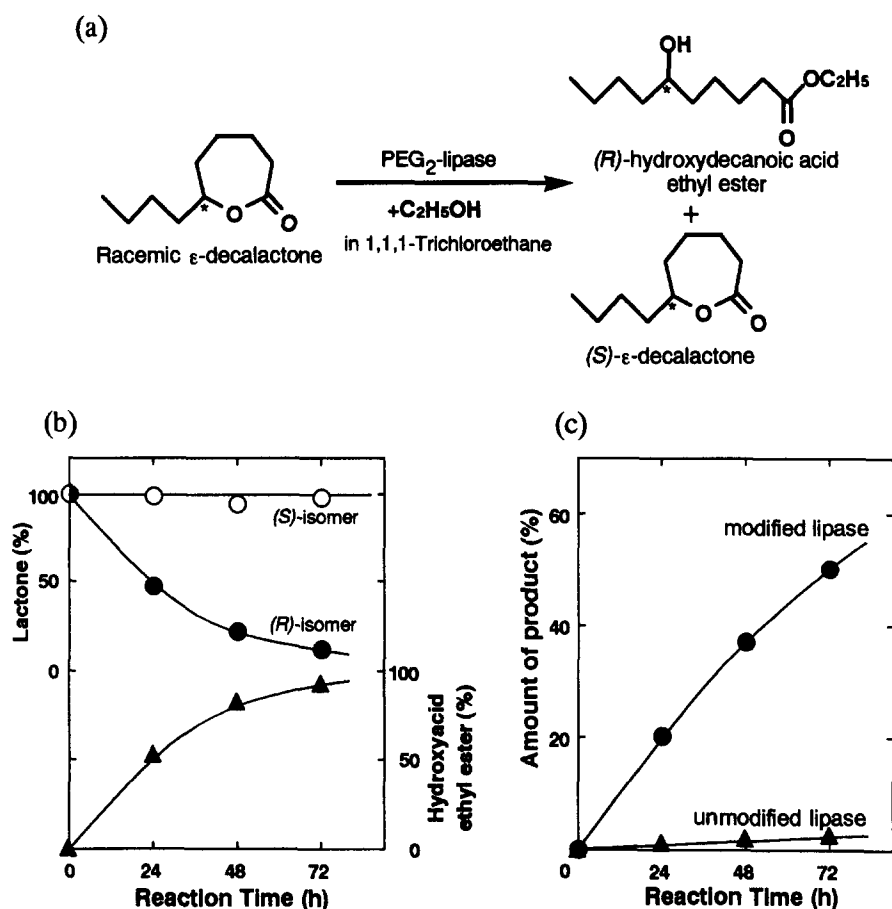 (a)
OH
*
OC2H5
O
(R)-hydroxydecanoic acid
ethyl ester
+
PEG2-lipase
+C2H5OH
in 1,1,1-Trichloroethane
*
O
O
Racemic ε-decalactone
*
O
O
(S)-ε-decalactone
(b)
Lactone (%)
100
50
0
(S)-isomer
(R)-isomer
100
50
0
Hydroxyacid
ethyl ester (%)
0 24 48 72
Reaction Time (h)
(c)
Amount of product (%)
60
40
20
modified lipase
unmodified lipase
0 24 48 72
Reaction Time (h)